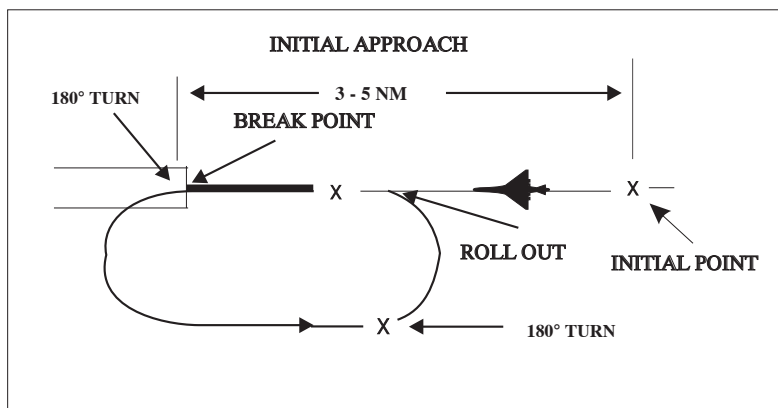 INITIAL APPROACH
3 - 5 NM
180° TURN
BREAK POINT
X
X
ROLL OUT
INITIAL POINT
X
180° TURN